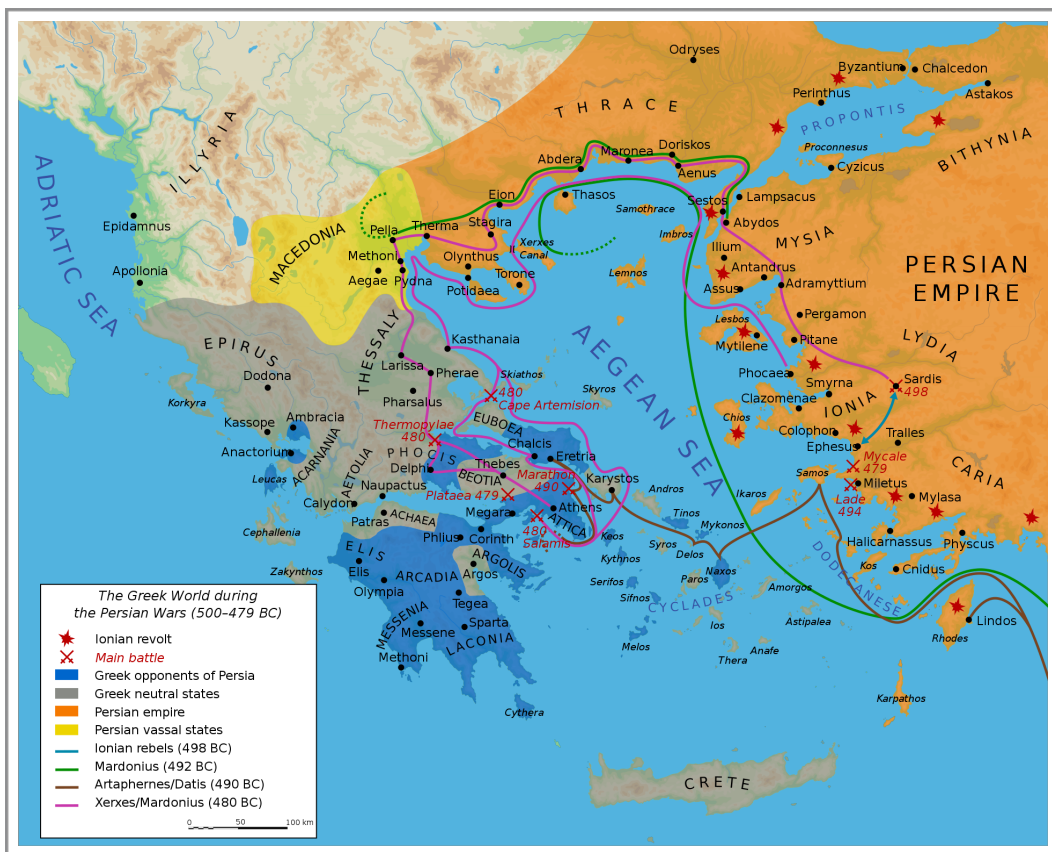 Odryses
Byzantium
Chalcedon
Perinthus
Astakos
THRACE
PROPONTIS
BITHYNIA
Proconnesus
Cyzicus
ILLYRIA
ADRIATIC SEA
Epidamnus
Apollonia
Doriskos
Maronea
Abdera
Aenus
Eion
Thasos
Samothrace
Sestos
Lampsacus
Abydos
Imbros
MYSIA
Ilium
MACEDONIA
Pella
Therma
Stagira
Xerxes
Canal
Methoni
Aegae
Pydna
Olynthus
Potidaea
Torone
Lemnos
Antandrus
Assus
Adramyttium
PERSIAN
EMPIRE
Lesbos
Mytilene
Pergamon
Pitane
LYDIA
AEGEAN SEA
EPIRUS
THESSALY
Kasthanaia
Larissa
Pherae
Dodona
Pharsalus
Skiathos
480
Cape Artemision
Skyros
Phocaea
Smyrna
Sardis
498
Clazomenae
IONIA
Korkyra
Kassope
Ambracia
Anactorium
ACARNANIA
Leucas
AETOLIA
Thermopylae
480
PHOCIS
EUBOEA
Chalcis
Eretria
Delphi
Thebes
BEOTIA
Marathon
490
Karystos
Chios
Colophon
Ephesus
Tralles
Mycale
479
CARIA
Samos
Miletus
Lade
494
Mylasa
Naupactus
Calydon
Plataea 479
Megara
Athens
ATTICA
480
Salamis
Patras
ACHAEA
Cephallenia
Phlius
Corinth
ELIS
Elis
ARGOLIS
Argos
ARCADIA
Olympia
Zakynthos
Tegea
MESSENIA
Messene
Sparta
LACONIA
Methoni
Cythera
Andros
Tinos
Mykonos
Ikaros
Keos
Kythnos
Syros
Delos
Naxos
Paros
Serifos
Sifnos
CYCLADES
Amorgos
Ios
Astipalea
Melos
Thera
Anafe
Halicarnassus
Physcus
Kos
Cnidus
DODECANESE
Lindos
Rhodes
Karpathos
CRETE
The Greek World during
the Persian Wars (500–479 BC)
Ionian revolt
Main battle
Greek opponents of Persia
Greek neutral states
Persian empire
Persian vassal states
Ionian rebels (498 BC)
Mardonius (492 BC)
Artaphernes/Datis (490 BC)
Xerxes/Mardonius (480 BC)
0 50 100 km